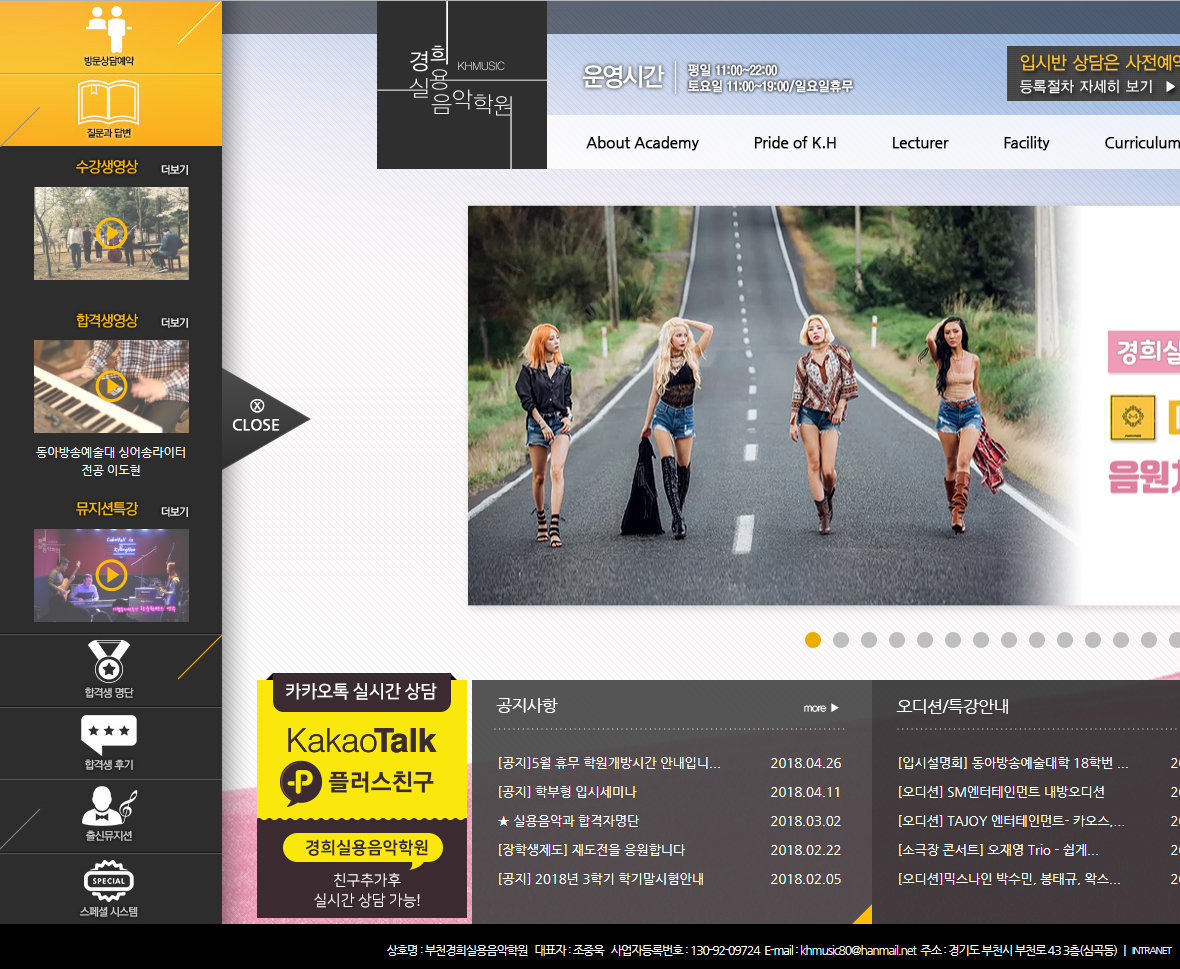 방문상담예약
질문과 답변
수강생영상 더보기
합격생영상 더보기
동아방송예술대 싱어송라이터
전공 이도현
뮤지션특강 더보기
합격생 명단
합격생 후기
출신뮤지션
SPECIAL
스페셜 시스템
CLOSE
경희
실용
음악학원
KHMUSIC
운영시간
평일 11:00~22:00
토요일 11:00~19:00/일요일휴무
입시반 상담은 사전예약
등록절차 자세히 보기 ▶
About Academy Pride of K.H Lecturer Facility Curriculum
경희실
음원차
카카오톡 실시간 상담
KakaoTalk
플러스친구
경희실용음악학원
친구추가후
실시간 상담 가능!
공지사항 more ▶
[공지]5월 휴무 학원개방시간 안내입니... 2018.04.26
[공지] 학부형 입시세미나 2018.04.11
★ 실용음악과 합격자명단 2018.03.02
[장학생제도] 재도전을 응원합니다 2018.02.22
[공지] 2018년 3학기 학기말시험안내 2018.02.05
오디션/특강안내
[입시설명회] 동아방송예술대학 18학번 ... 2
[오디션] SM엔터테인먼트 내방오디션 2
[오디션] TAJOY 엔터테인먼트- 카오스,... 2
[소극장 콘서트] 오재영 Trio - 쉽게... 2
[오디션]믹스나인 박수민, 봉태규, 왁스... 2
상호명 : 부천경희실용음악학원 대표자 : 조중욱 사업자등록번호 : 130-92-09724 E-mail : khmusic80@hanmail.net 주소 : 경기도 부천시 부천로 43 3층(심곡동) | INTRANET